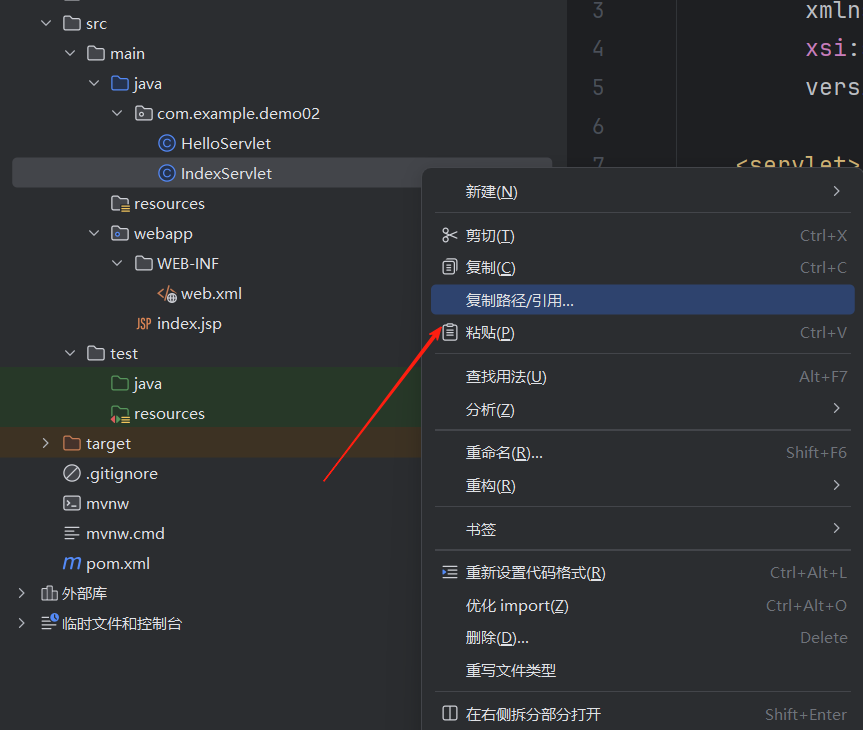 src
main
java
com.example.demo02
HelloServlet
IndexServlet
resources
webapp
WEB-INF
web.xml
JSP index.jsp
test
java
resources
target
.gitignore
mvnw
mvnw.cmd
m pom.xml
外部库
临时文件和控制台
3 xmln
4 xsi:
5 vers
6
7 <servlet>
新建(N)
剪切(T) Ctrl+X
复制(C) Ctrl+C
复制路径/引用...
粘贴(P) Ctrl+V
查找用法(U) Alt+F7
分析(Z)
重命名(R)... Shift+F6
重构(R)
书签
重新设置代码格式(R) Ctrl+Alt+L
优化 import(Z) Ctrl+Alt+O
删除(D)... Delete
重写文件类型
在右侧拆分部分打开 Shift+Enter